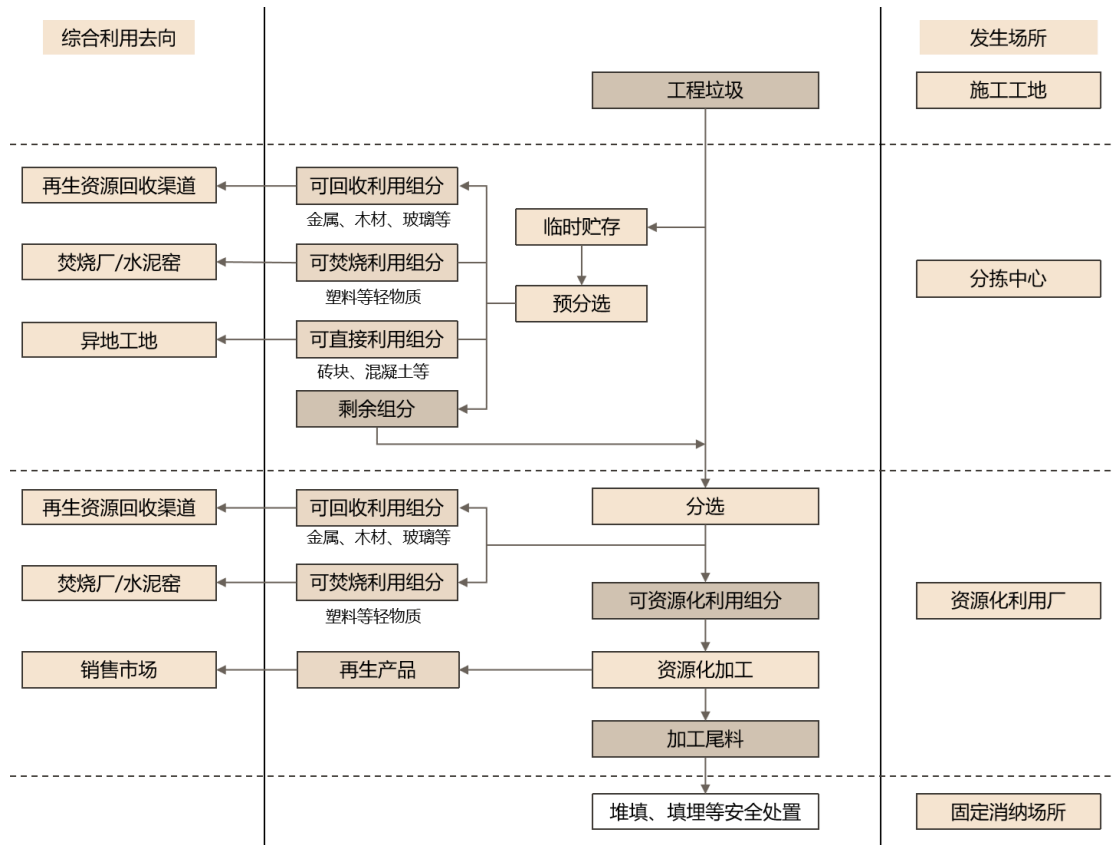 综合利用去向
发生场所
工程垃圾
施工工地
再生资源回收渠道
可回收利用组分
金属、木材、玻璃等
临时贮存
焚烧厂/水泥窑
可焚烧利用组分
塑料等轻物质
预分选
分拣中心
异地工地
可直接利用组分
砖块、混凝土等
剩余组分
再生资源回收渠道
可回收利用组分
金属、木材、玻璃等
分选
焚烧厂/水泥窑
可焚烧利用组分
塑料等轻物质
可资源化利用组分
资源化利用厂
销售市场
再生产品
资源化加工
加工尾料
堆填、填埋等安全处置
固定消纳场所